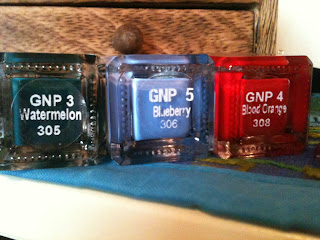 GNP 3
Watermelon
305
GNP 5
Blueberry
306
GNP 4
Blood Orange
308